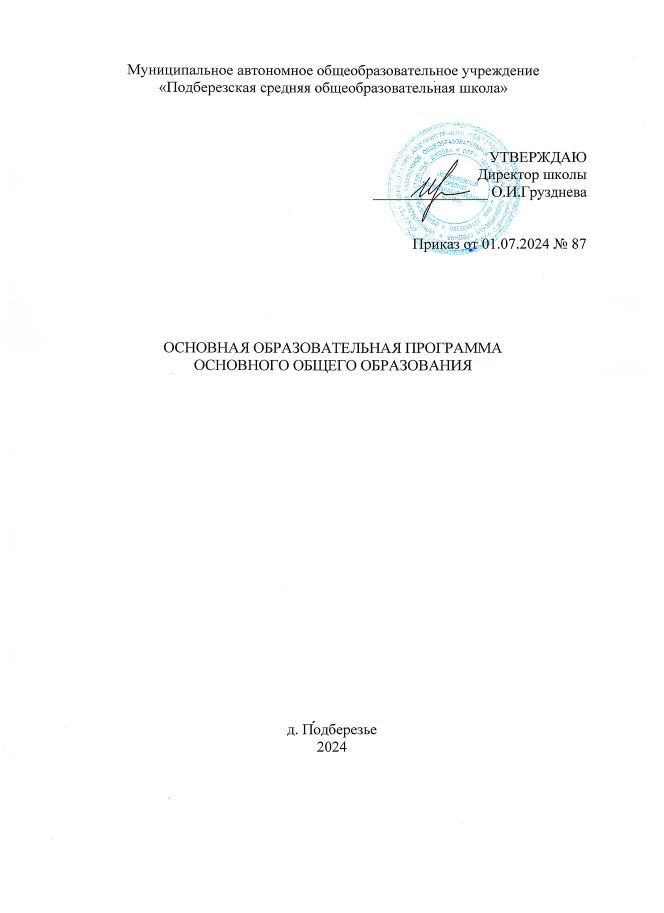 Муниципальное автономное общеобразовательное учреждение
«Подберезская средняя общеобразовательная школа»
УТВЕРЖДАЮ
Директор школы
О.И.Грузднева
Приказ от 01.07.2024 № 87
ОСНОВНАЯ ОБРАЗОВАТЕЛЬНАЯ ПРОГРАММА
ОСНОВНОГО ОБЩЕГО ОБРАЗОВАНИЯ
д. Подберезье
2024